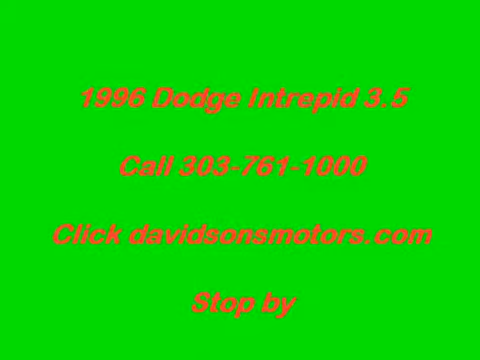 1996 Dodge Intrepid 3.5
Call 303-761-1000
Click davidsonsmotors.com
Stop by